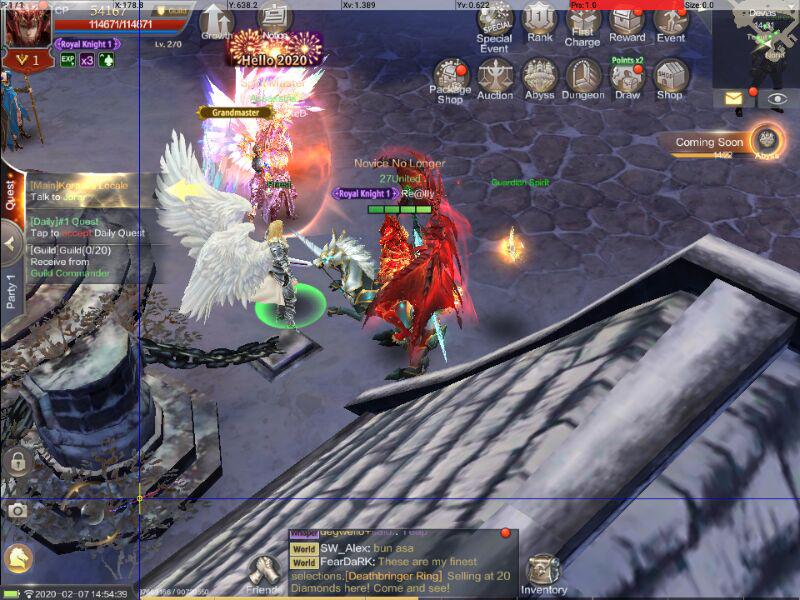 P:1/1
X:178.8
Y:638.2
Xv:1.389
Yv:0.622
Prs:1.0
Size:0.0
CP
54167
Guild
114671/114671
Royal Knight 1
Lv. 2/0
1
EXP
x3
Growth
Notice
Hello 2020
Special Event
Rank
First Charge
Reward
Event
Package Shop
Auction
Abyss
Dungeon
Points x2
Draw
Shop
Devias
Coming Soon
Abyss
Grandmaster
Novice No Longer
27United
Royal Knight 1
Guardian Spirit
Quest
Talk to
[Daily]#1 Quest
Tap to accept Daily Quest
[Guild]Guild(0/20)
Receive from
Guild Commander
Party 1
Whisper
World SW_Alex: bun asa
World FearDaRK: These are my finest
selections.[Deathbringer Ring] Selling at 20
Diamonds here! Come and see!
Friends
Inventory
2020-02-07 14:54:39